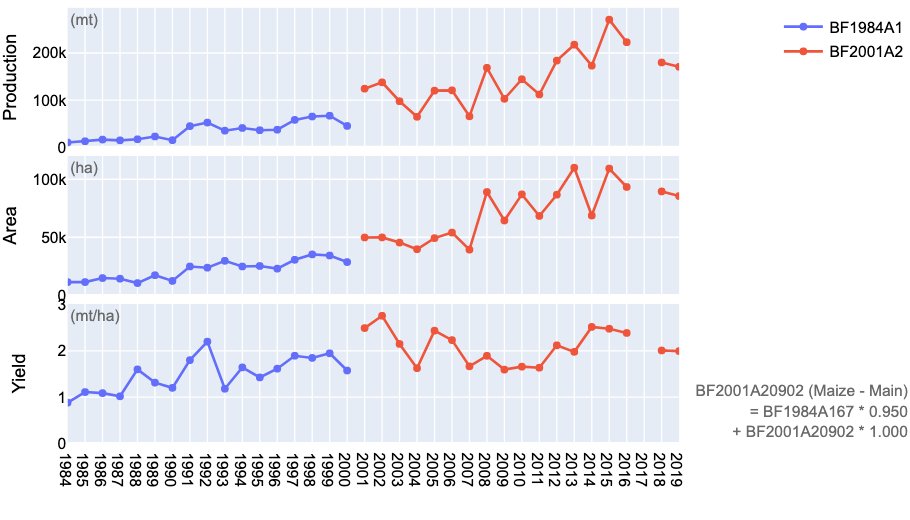 (mt)
200k
100k
0
Production
BF1984A1
BF2001A2
(ha)
100k
50k
0
Area
(mt/ha)
3
2
1
0
Yield
1984
1985
1986
1987
1988
1989
1990
1991
1992
1993
1994
1995
1996
1997
1998
1999
2000
2001
2002
2003
2004
2005
2006
2007
2008
2009
2010
2011
2012
2013
2014
2015
2016
2017
2018
2019
BF2001A20902 (Maize - Main)
= BF1984A167 * 0.950
+ BF2001A20902 * 1.000